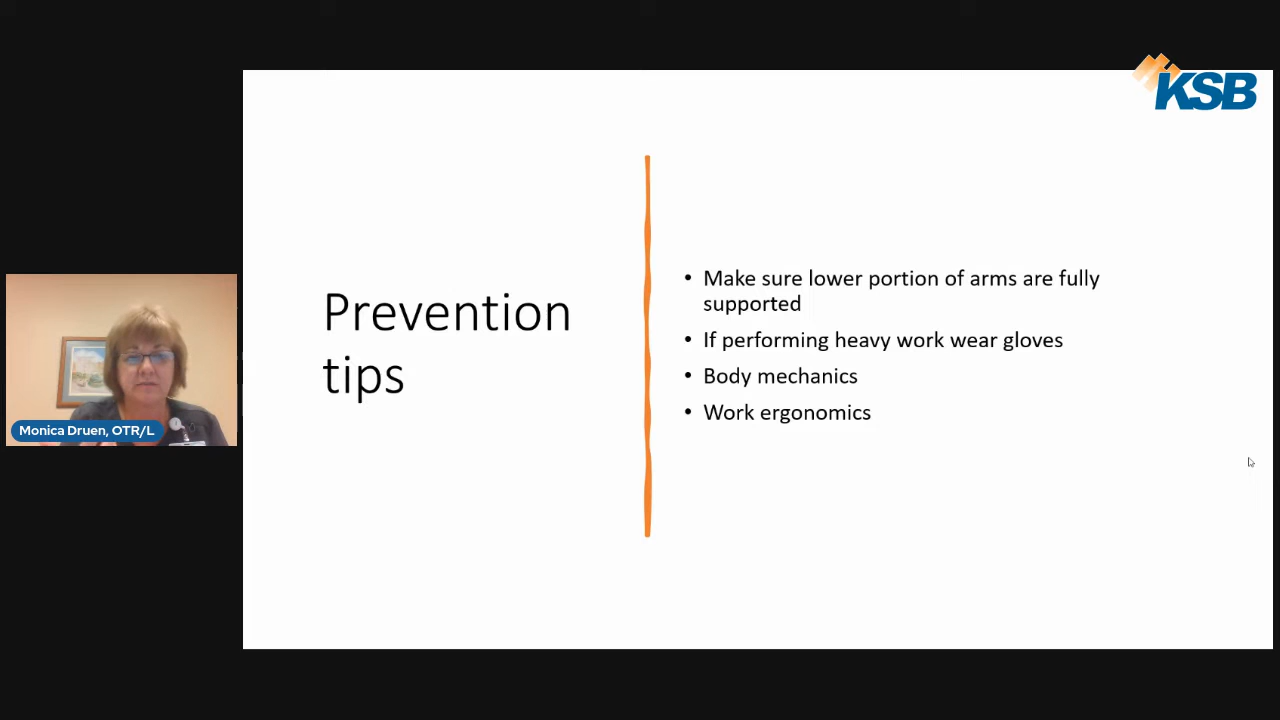 KSB
Prevention
tips
• Make sure lower portion of arms are fully
supported
• If performing heavy work wear gloves
• Body mechanics
• Work ergonomics
Monica Druen, OTR/L